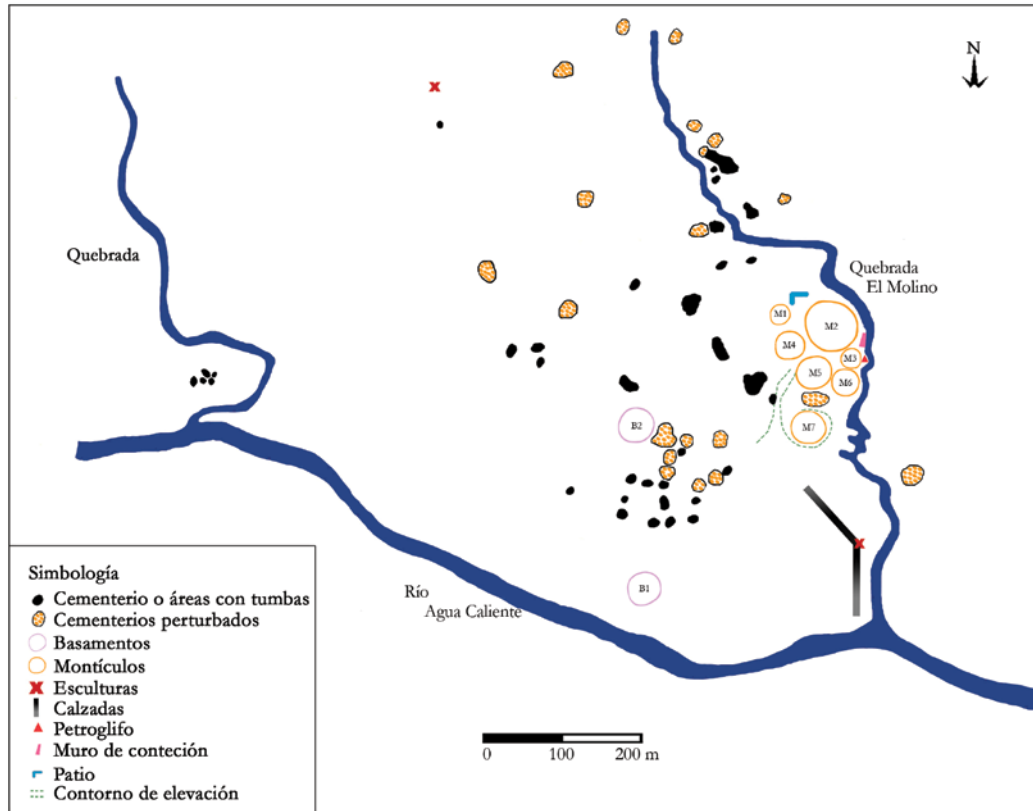 N
Quebrada
Quebrada
El Molino
M1
M2
M4
M3
M5
M6
B2
M7
Simbología
Cementerio o áreas con tumbas
Cementerios perturbados
Basamentos
Montículos
Esculturas
Calzadas
Petroglifo
Muro de conteción
Patio
Contorno de elevación
Río
Agua Caliente
B1
0 100 200 m